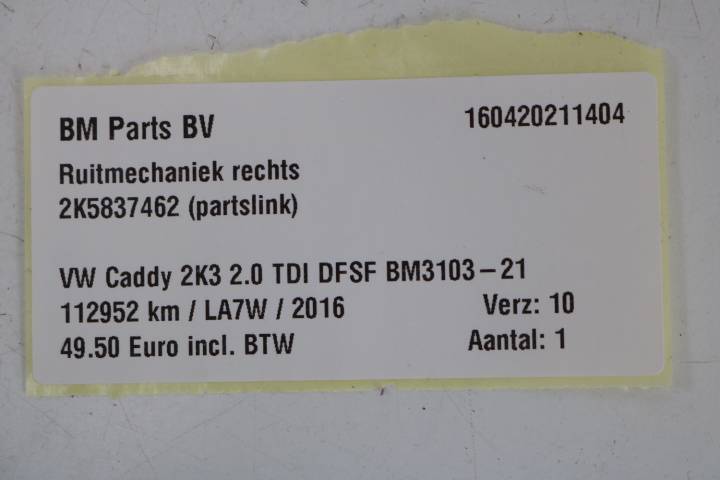 BM Parts BV 160420211404
Ruitmechaniek rechts
2K5837462 (partslink)
VW Caddy 2K3 2.0 TDI DFSF BM3103-21
112952 km / LA7W / 2016 Verz: 10
49.50 Euro incl. BTW Aantal: 1